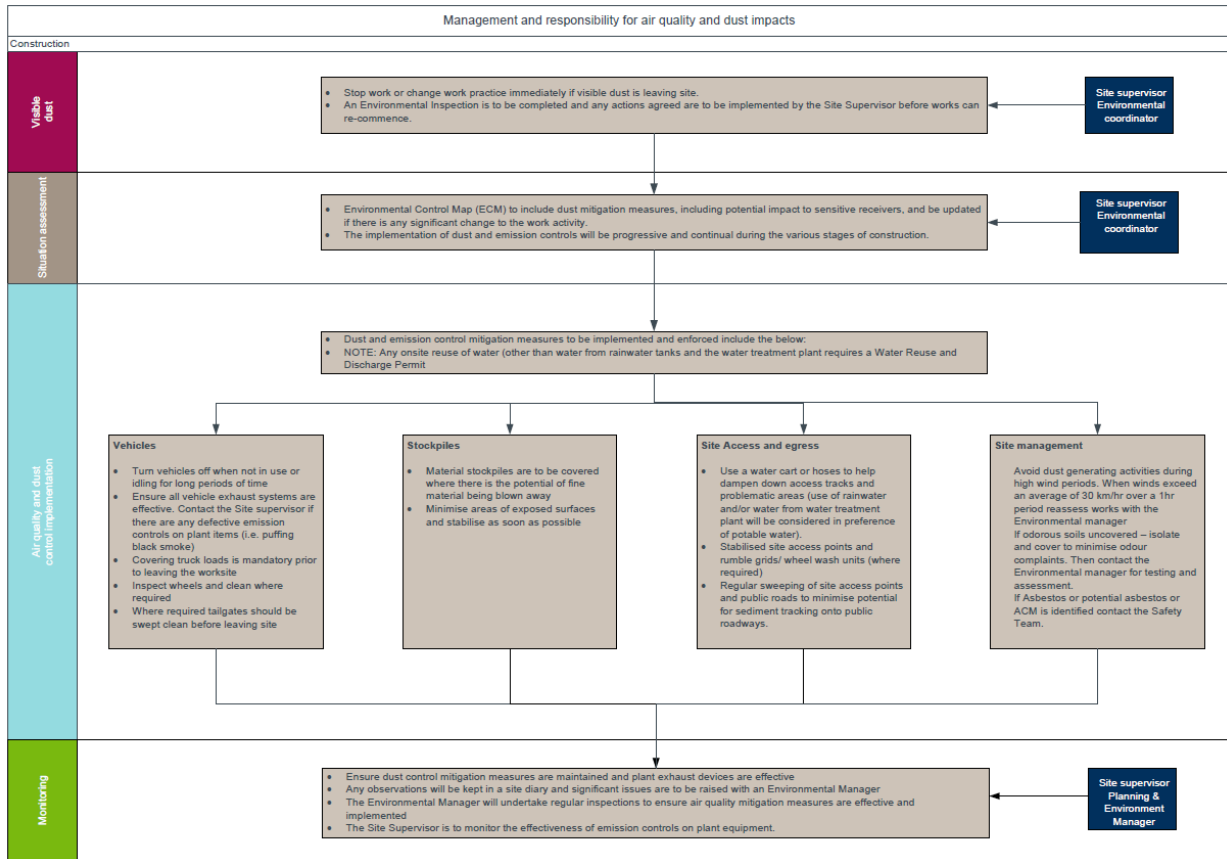 Management and responsibility for air quality and dust impacts
Construction
Visible
dust
• Stop work or change work practice immediately if visible dust is leaving site.
• An Environmental Inspection is to be completed and any actions agreed are to be implemented by the Site Supervisor before works can
re-commence.
Site supervisor
Environmental
coordinator
Situation assessment
• Environmental Control Map (ECM) to include dust mitigation measures, including potential impact to sensitive receivers, and be updated
if there is any significant change to the work activity.
• The implementation of dust and emission controls will be progressive and continual during the various stages of construction.
Site supervisor
Environmental
coordinator
Air quality and dust
control implementation
• Dust and emission control mitigation measures to be implemented and enforced include the below:
• NOTE: Any onsite reuse of water (other than water from rainwater tanks and the water treatment plant requires a Water Reuse and
Discharge Permit
Vehicles
• Turn vehicles off when not in use or
idling for long periods of time
• Ensure all vehicle exhaust systems are
effective. Contact the Site supervisor if
there are any defective emission
controls on plant items (i.e. puffing
black smoke)
• Covering truck loads is mandatory prior
to leaving the worksite
• Inspect wheels and clean where
required
• Where required tailgates should be
swept clean before leaving site
Stockpiles
• Material stockpiles are to be covered
where there is the potential of fine
material being blown away
• Minimise areas of exposed surfaces
and stabilise as soon as possible
Site Access and egress
• Use a water cart or hoses to help
dampen down access tracks and
problematic areas (use of rainwater
and/or water from water treatment
plant will be considered in preference
of potable water).
• Stabilised site access points and
rumble grids/ wheel wash units (where
required)
• Regular sweeping of site access points
and public roads to minimise potential
for sediment tracking onto public
roadways.
Site management
Avoid dust generating activities during
high wind periods. When winds exceed
an average of 30 km/hr over a 1hr
period reassess works with the
Environmental manager
If odorous soils uncovered – isolate
and cover to minimise odour
complaints. Then contact the
Environmental manager for testing and
assessment.
If Asbestos or potential asbestos or
ACM is identified contact the Safety
Team.
Monitoring
• Ensure dust control mitigation measures are maintained and plant exhaust devices are effective
• Any observations will be kept in a site diary and significant issues are to be raised with an Environmental Manager
• The Environmental Manager will undertake regular inspections to ensure air quality mitigation measures are effective and
implemented
• The Site Supervisor is to monitor the effectiveness of emission controls on plant equipment.
Site supervisor
Planning &
Environment
Manager